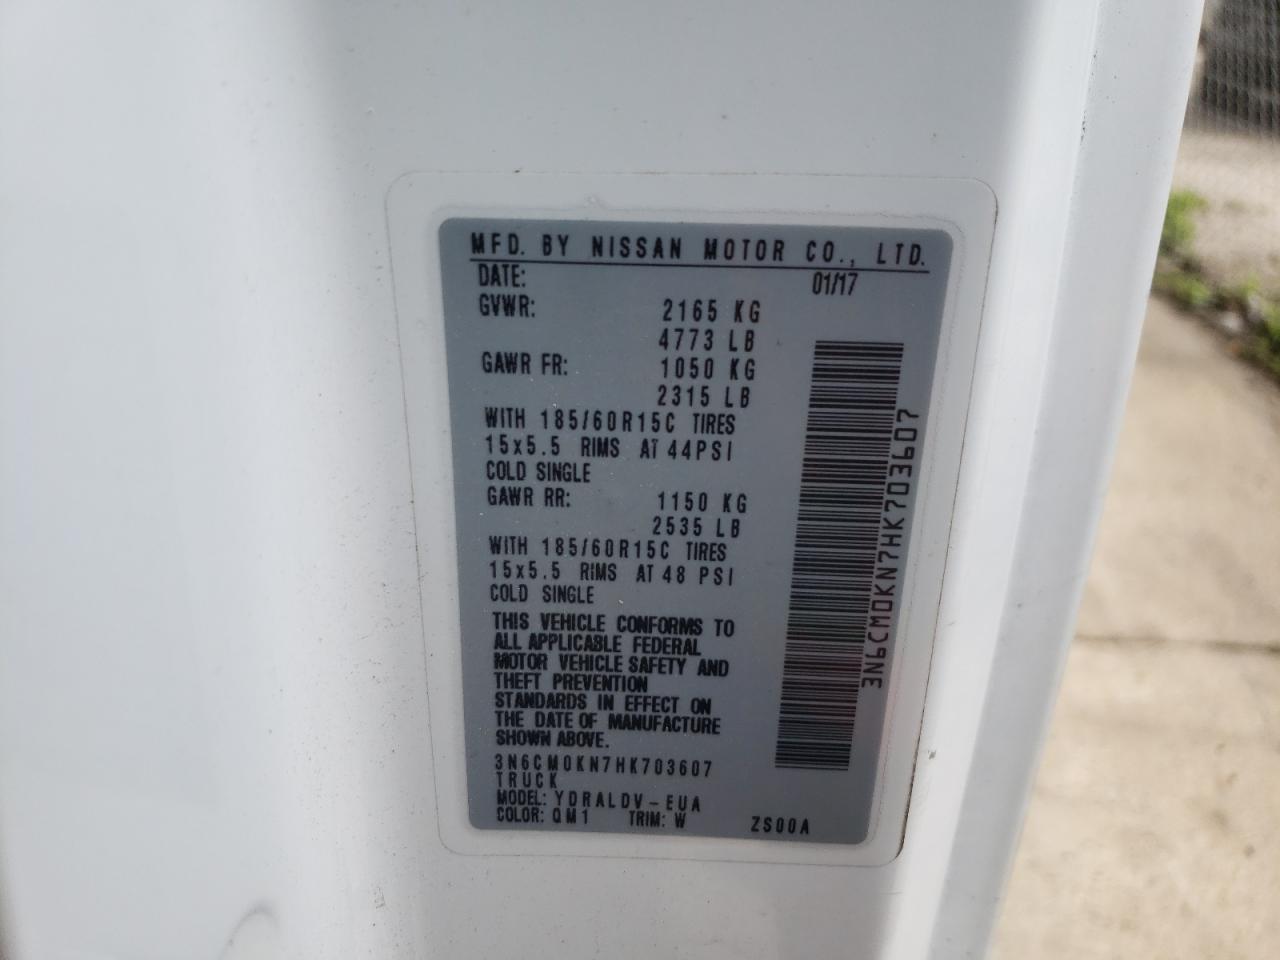 MFD. BY NISSAN MOTOR CO., LTD.
DATE: 01/17
GVWR: 2165 KG
4773 LB
GAWR FR: 1050 KG
2315 LB
WITH 185/60R15C TIRES
15x5.5 RIMS AT 44PSI
COLD SINGLE
GAWR RR: 1150 KG
2535 LB
WITH 185/60R15C TIRES
15x5.5 RIMS AT 48 PSI
COLD SINGLE
THIS VEHICLE CONFORMS TO
ALL APPLICABLE FEDERAL
MOTOR VEHICLE SAFETY AND
THEFT PREVENTION
STANDARDS IN EFFECT ON
THE DATE OF MANUFACTURE
SHOWN ABOVE.
3N6CM0KN7HK703607
TRUCK
MODEL: YDRALDV-EUA
COLOR: QM1 TRIM: W ZS00A
3N6CM0KN7HK703607